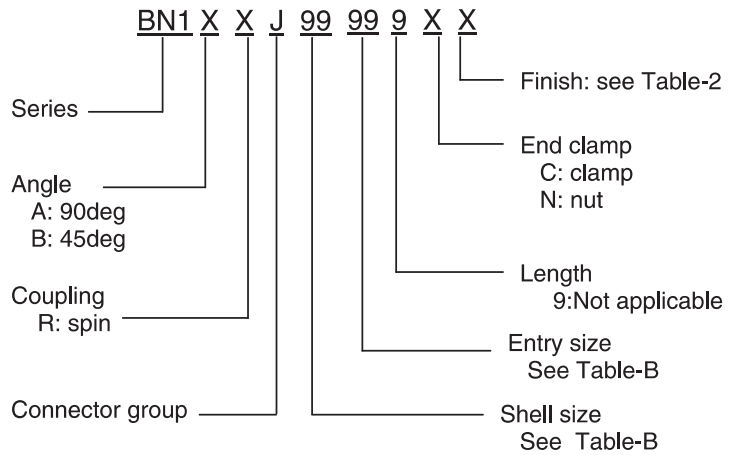 BN1 X X J 99 99 9 X X
Finish: see Table-2
Series
End clamp
C: clamp
N: nut
Angle
A: 90deg
B: 45deg
Length
9:Not applicable
Coupling
R: spin
Entry size
See Table-B
Connector group
Shell size
See Table-B